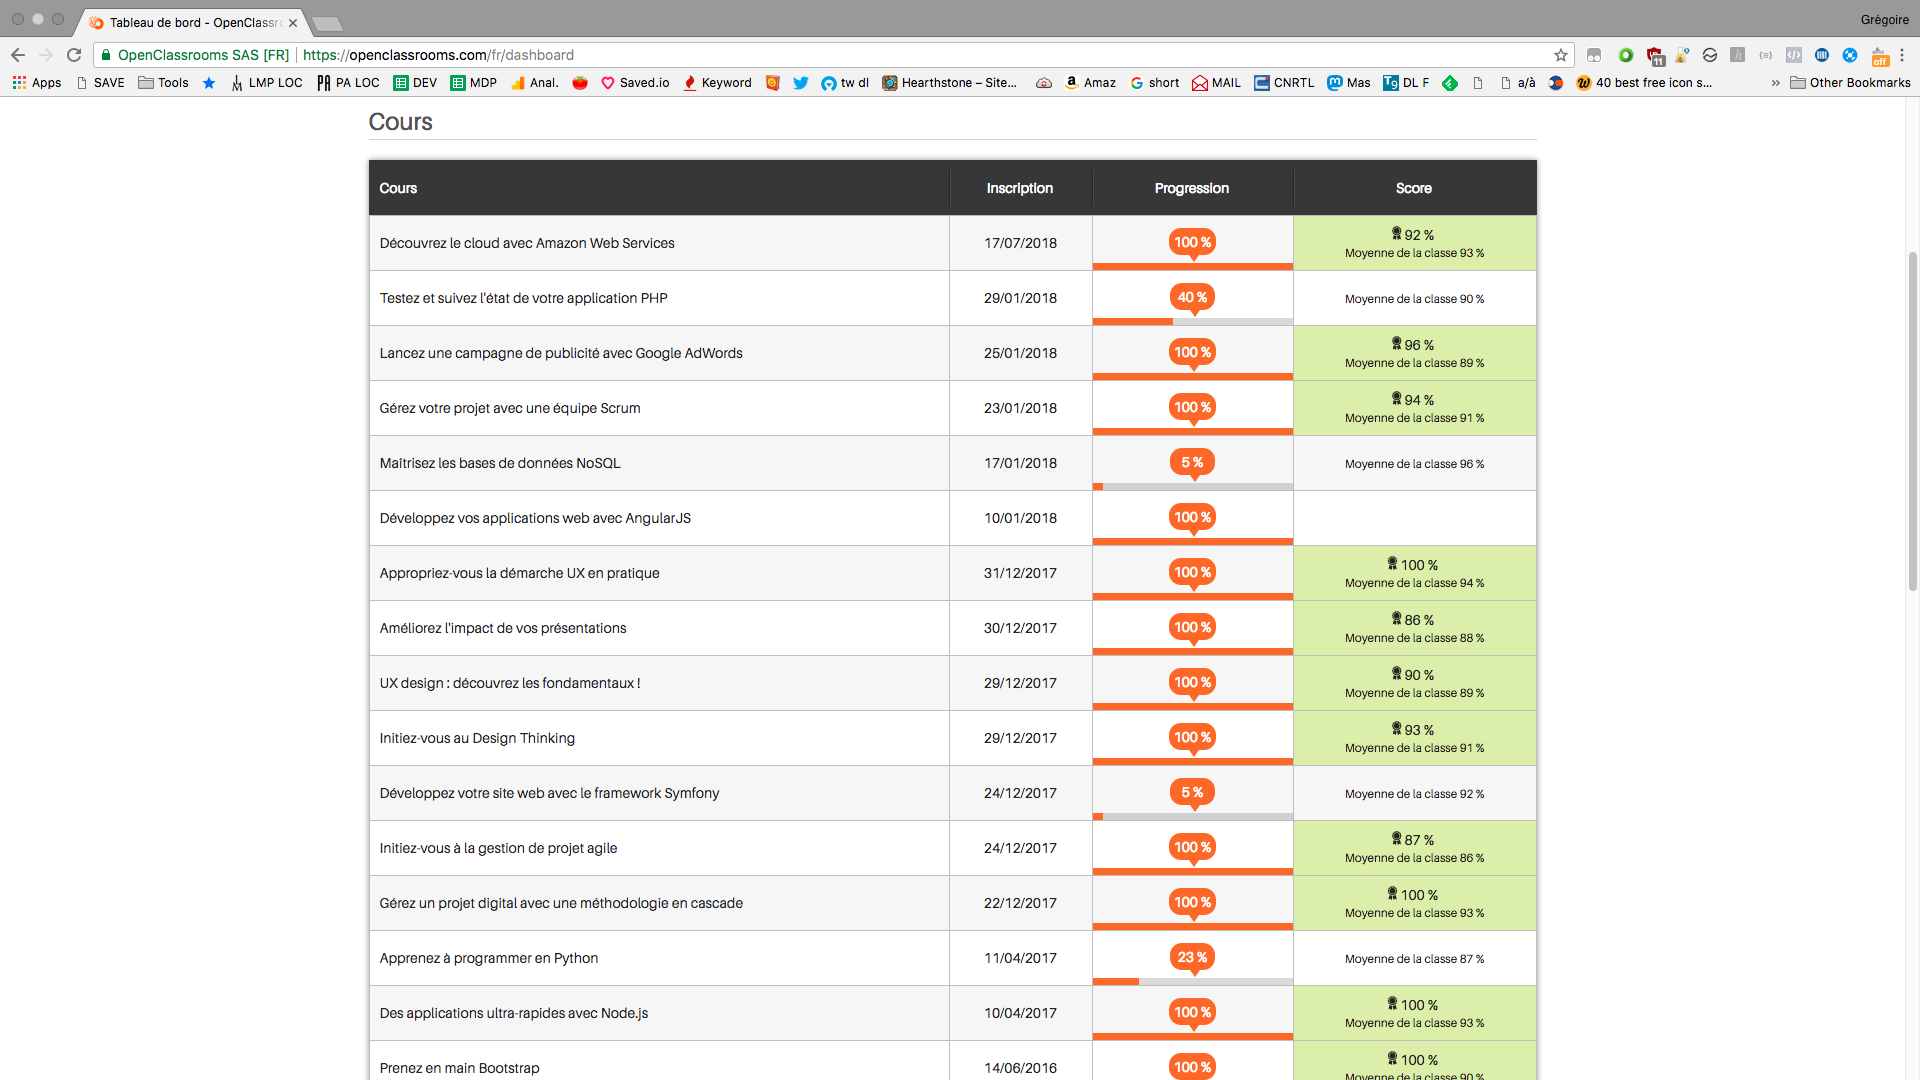 Tableau de bord - OpenClassr
Grégoire
OpenClassrooms SAS [FR] https://openclassrooms.com/fr/dashboard
11
off
Apps SAVE Tools LMP LOC PA LOC DEV MDP Anal. Saved.io Keyword tw dl Hearthstone – Site... Amaz short MAIL CNRTL Mas DL F a/à 40 best free icon s... » Other Bookmarks
Cours
Cours Inscription Progression Score
Découvrez le cloud avec Amazon Web Services 17/07/2018 100 % 92 %
Moyenne de la classe 93 %
Testez et suivez l'état de votre application PHP 29/01/2018 40 % Moyenne de la classe 90 %
Lancez une campagne de publicité avec Google AdWords 25/01/2018 100 % 96 %
Moyenne de la classe 89 %
Gérez votre projet avec une équipe Scrum 23/01/2018 100 % 94 %
Moyenne de la classe 91 %
Maîtrisez les bases de données NoSQL 17/01/2018 5 % Moyenne de la classe 96 %
Développez vos applications web avec AngularJS 10/01/2018 100 %
Appropriez-vous la démarche UX en pratique 31/12/2017 100 % 100 %
Moyenne de la classe 94 %
Améliorez l'impact de vos présentations 30/12/2017 100 % 86 %
Moyenne de la classe 88 %
UX design : découvrez les fondamentaux ! 29/12/2017 100 % 90 %
Moyenne de la classe 89 %
Initiez-vous au Design Thinking 29/12/2017 100 % 93 %
Moyenne de la classe 91 %
Développez votre site web avec le framework Symfony 24/12/2017 5 % Moyenne de la classe 92 %
Initiez-vous à la gestion de projet agile 24/12/2017 100 % 87 %
Moyenne de la classe 86 %
Gérez un projet digital avec une méthodologie en cascade 22/12/2017 100 % 100 %
Moyenne de la classe 93 %
Apprenez à programmer en Python 11/04/2017 23 % Moyenne de la classe 87 %
Des applications ultra-rapides avec Node.js 10/04/2017 100 % 100 %
Moyenne de la classe 93 %
Prenez en main Bootstrap 14/06/2016 100 % 100 %
Moyenne de la classe 90 %